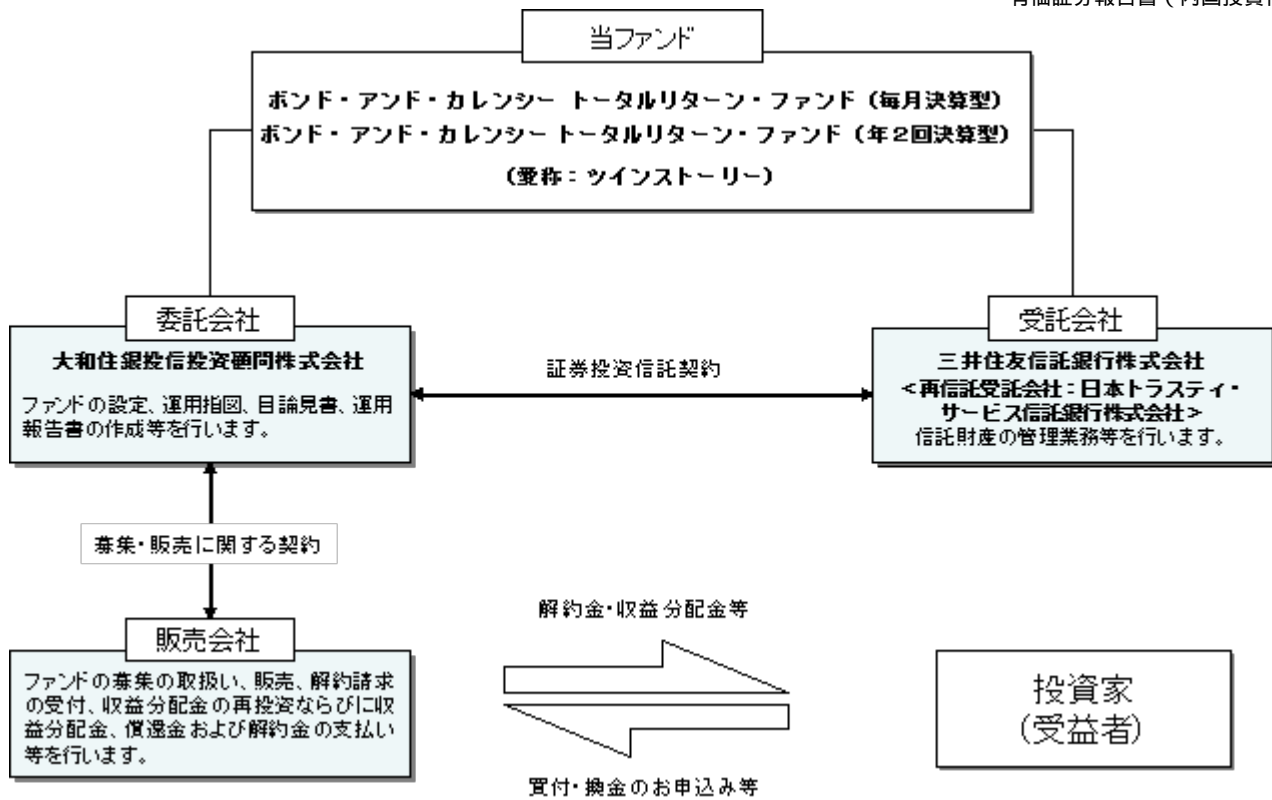 当ファンド
ボンド・アンド・カレンシー トータルリターン・ファンド（毎月決算型）
ボンド・アンド・カレンシー トータルリターン・ファンド（年２回決算型）
（愛称：ツインストーリー）
委託会社
大和住銀投信投資顧問株式会社
ファンドの設定、運用指図、目論見書、運用
報告書の作成等を行います。
証券投資信託契約
受託会社
三井住友信託銀行株式会社
＜再信託受託会社：日本トラスティ・
サービス信託銀行株式会社＞
信託財産の管理業務等を行います。
募集・販売に関する契約
販売会社
ファンドの募集の取扱い、販売、解約請求
の受付、収益分配金の再投資ならびに収
益分配金、償還金および解約金の支払い
等を行います。
解約金・収益分配金等
買付・換金のお申込み等
投資家
（受益者）